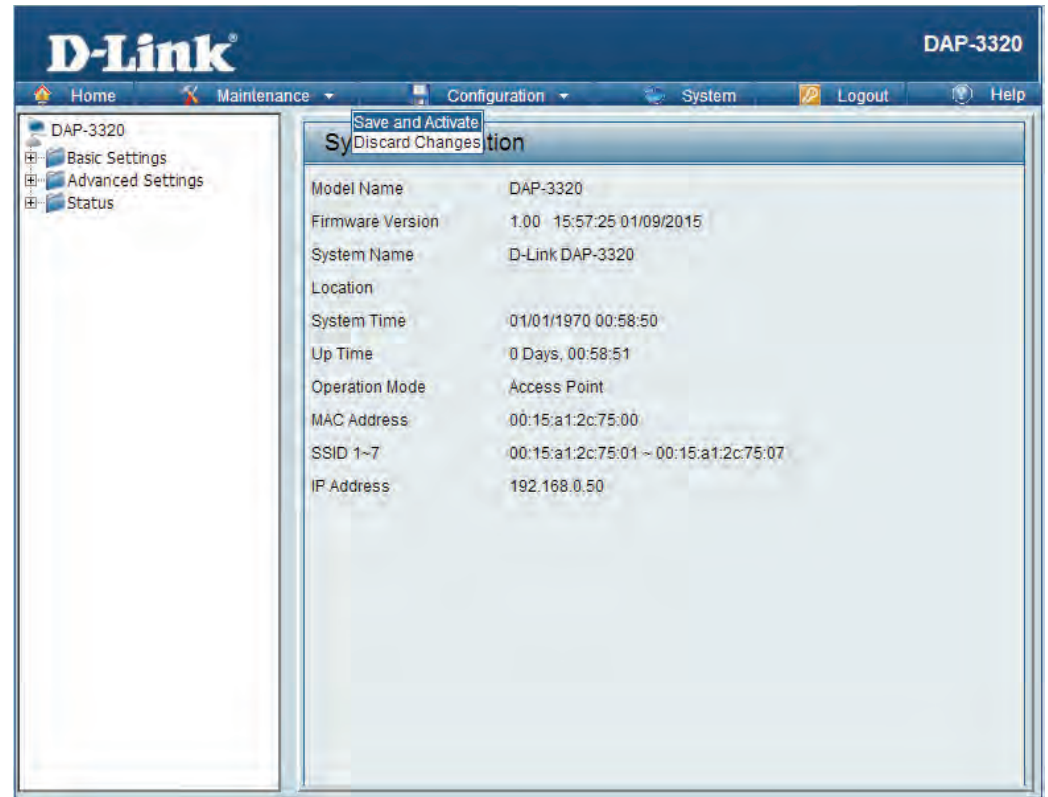 D-Link®
DAP-3320
Home Maintenance Configuration System Logout Help
Save and Activate
Discard Changes
DAP-3320
Basic Settings
Advanced Settings
Status
Sy tion
Model Name DAP-3320
Firmware Version 1.00 15:57:25 01/09/2015
System Name D-Link DAP-3320
Location
System Time 01/01/1970 00:58:50
Up Time 0 Days, 00:58:51
Operation Mode Access Point
MAC Address 00:15:a1:2c:75:00
SSID 1~7 00:15:a1:2c:75:01 ~ 00:15:a1:2c:75:07
IP Address 192.168.0.50